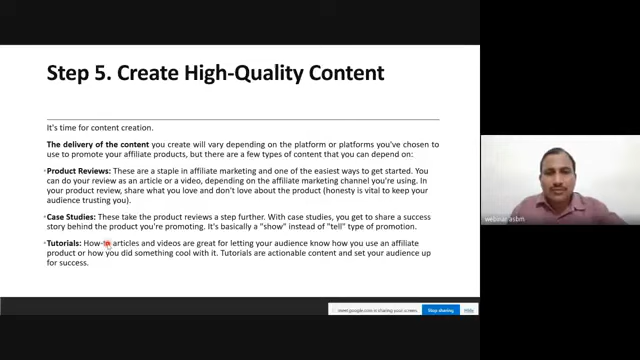 Step 5. Create High-Quality Content
It's time for content creation.
The delivery of the content you create will vary depending on the platform or platforms you've chosen to
use to promote your affiliate products, but there are a few types of content that you can depend on:
•Product Reviews: These are a staple in affiliate marketing and one of the easiest ways to get started. You
can do your review as an article or a video, depending on the affiliate marketing channel you're using. In
your product review, share what you love and don't love about the product (honesty is vital to keep your
audience trusting you).
•Case Studies: These take the product reviews a step further. With case studies, you get to share a success
story behind the product you're promoting. It's basically a "show" instead of "tell" type of promotion.
•Tutorials: How-to articles and videos are great for letting your audience know how you use an affiliate
product or how you did something cool with it. Tutorials are actionable content and set your audience up
for success.
webinar asbm
meet.google.com is sharing your screen.
Stop sharing
Hide